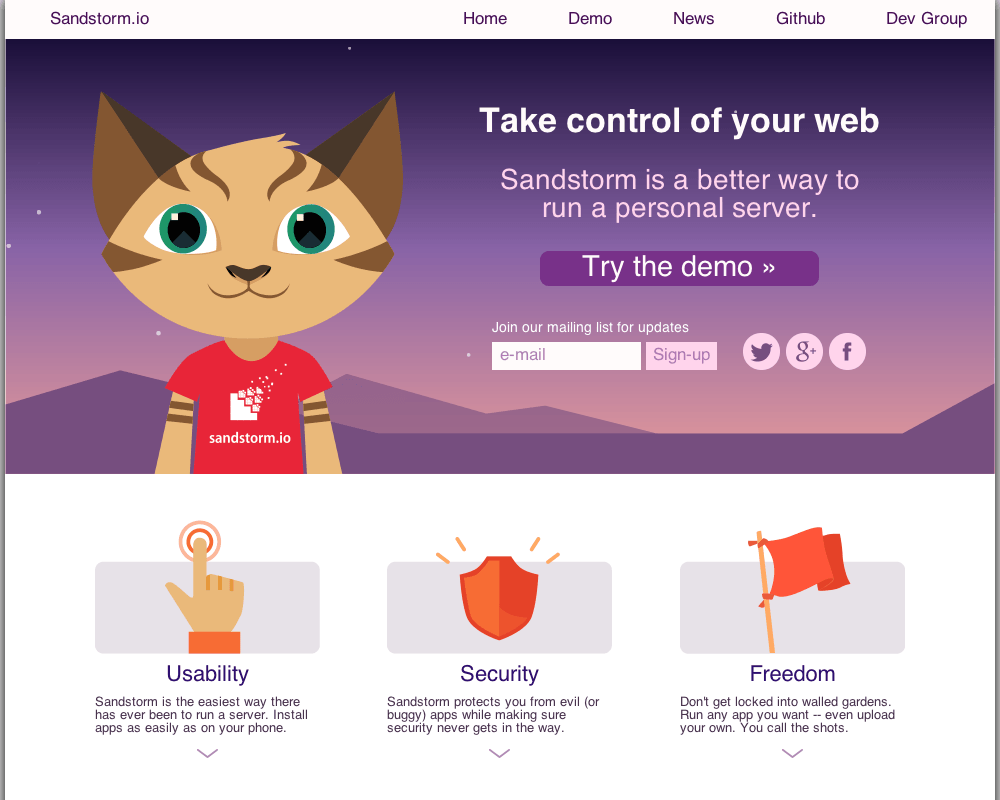 Sandstorm.io Home Demo News Github Dev Group
Take control of your web
Sandstorm is a better way to
run a personal server.
Try the demo »
Join our mailing list for updates
e-mail Sign-up g+ f
sandstorm.io
Usability
Sandstorm is the easiest way there
has ever been to run a server. Install
apps as easily as on your phone.
Security
Sandstorm protects you from evil (or
buggy) apps while making sure
security never gets in the way.
Freedom
Don't get locked into walled gardens.
Run any app you want -- even upload
your own. You call the shots.